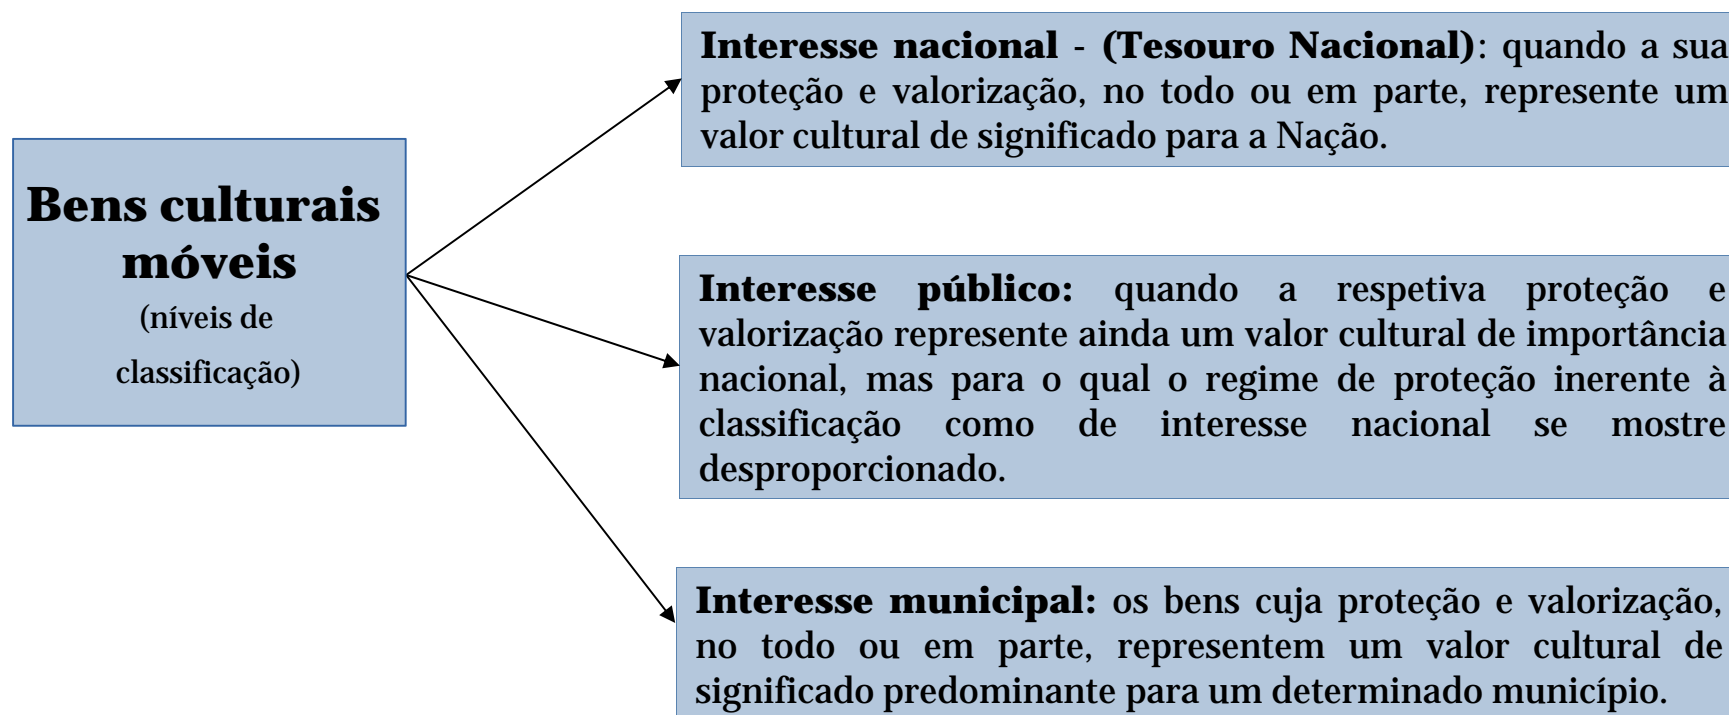 Bens culturais
móveis
(níveis de
classificação)
Interesse nacional - (Tesouro Nacional): quando a sua
proteção e valorização, no todo ou em parte, represente um
valor cultural de significado para a Nação.
Interesse público: quando a respetiva proteção e
valorização represente ainda um valor cultural de importância
nacional, mas para o qual o regime de proteção inerente à
classificação como de interesse nacional se mostre
desproporcionado.
Interesse municipal: os bens cuja proteção e valorização,
no todo ou em parte, representem um valor cultural de
significado predominante para um determinado município.